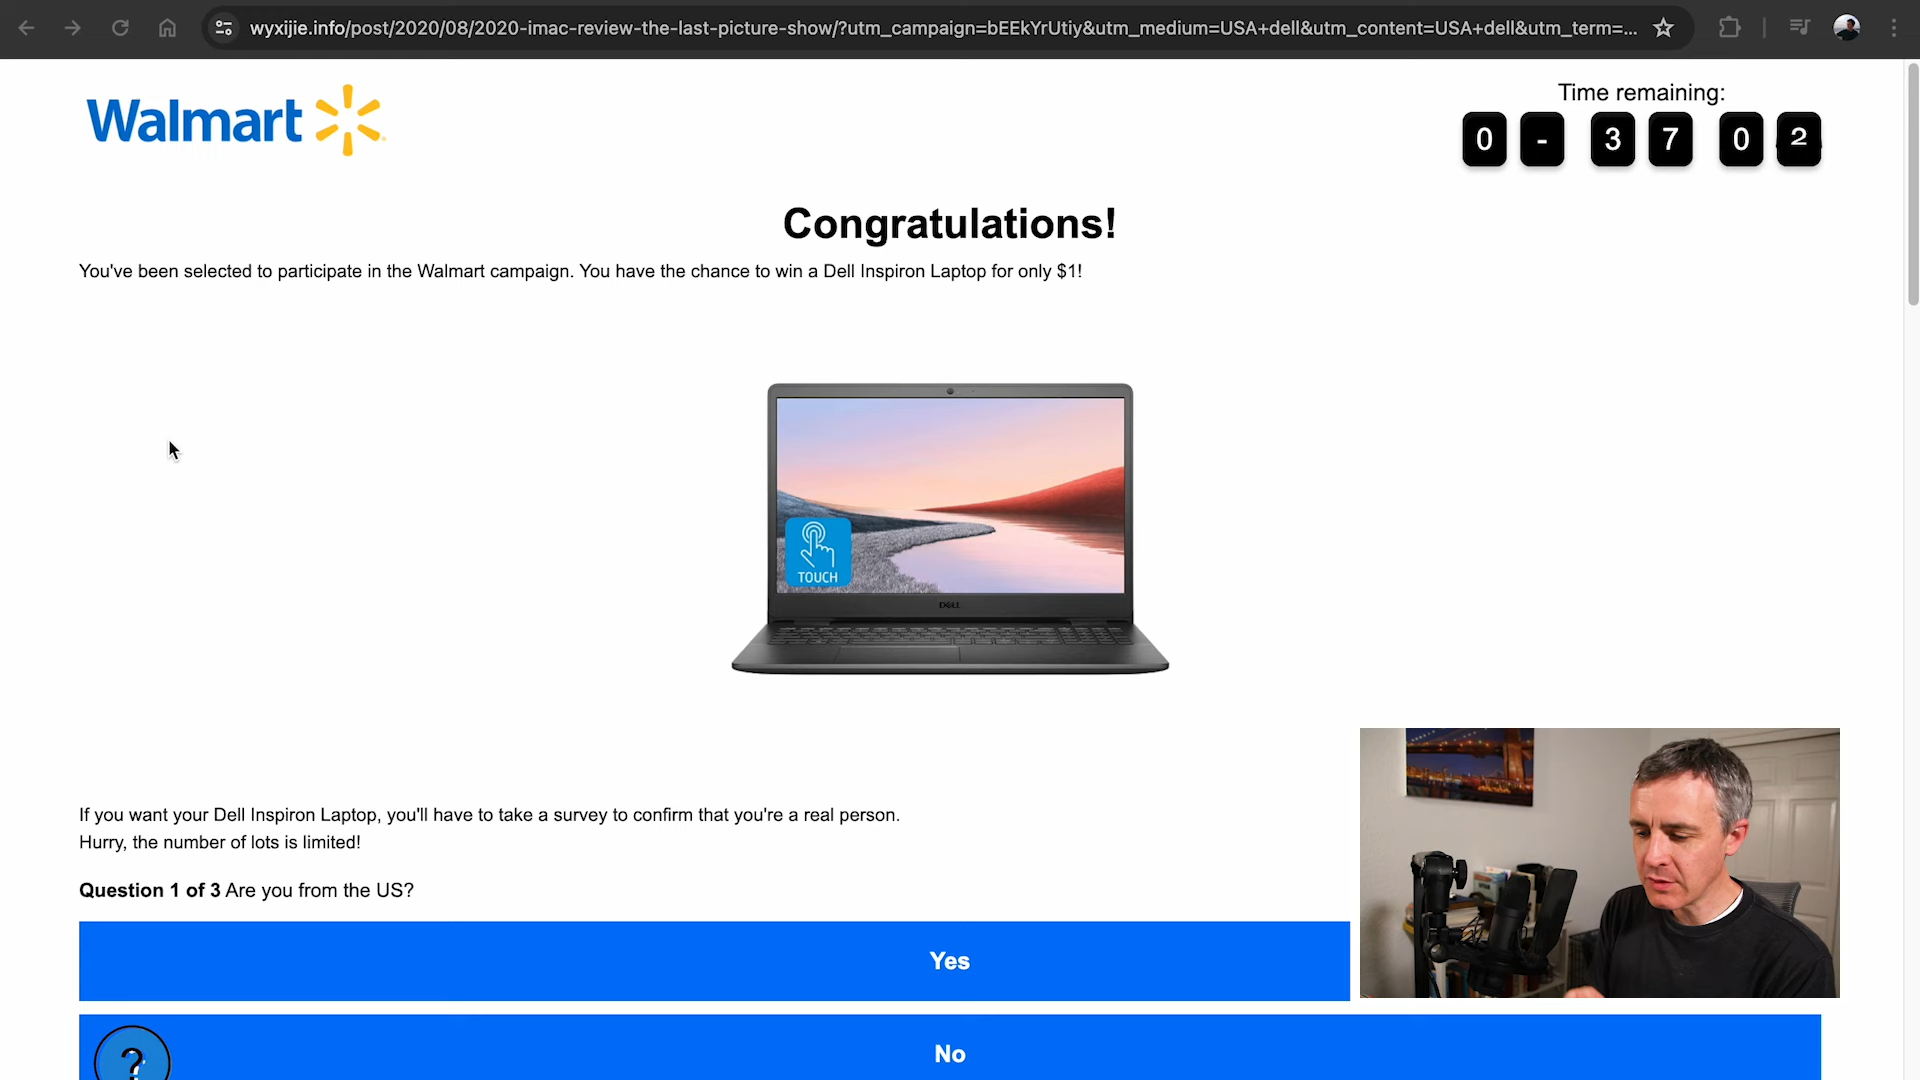 wyxijie.info/post/2020/08/2020-imac-review-the-last-picture-show/?utm_campaign=bEEkYrUtiy&utm_medium=USA+dell&utm_content=USA+dell&utm_term=...
Walmart
Time remaining:
0 - 3 7 0 2
Congratulations!
You've been selected to participate in the Walmart campaign. You have the chance to win a Dell Inspiron Laptop for only $1!
TOUCH
DELL
If you want your Dell Inspiron Laptop, you'll have to take a survey to confirm that you're a real person.
Hurry, the number of lots is limited!
Question 1 of 3 Are you from the US?
Yes
No
?